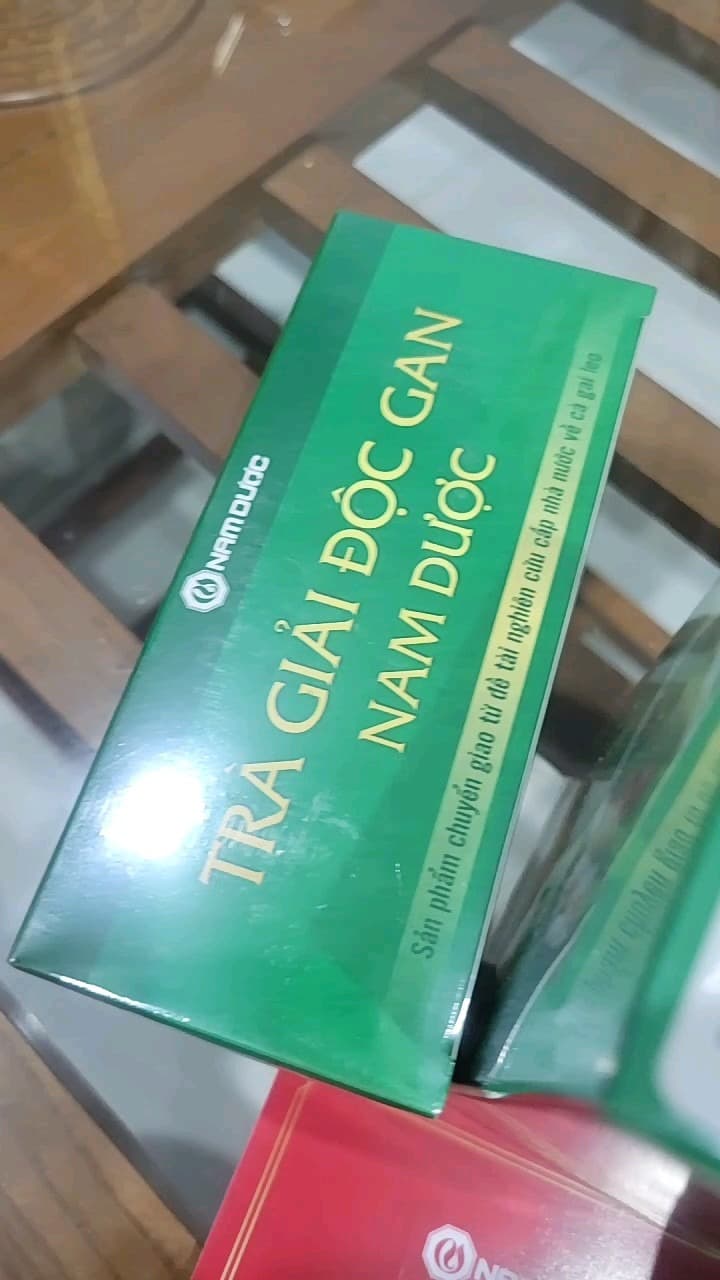 NAM DƯỢC
TRÀ GIẢI ĐỘC GAN
NAM DƯỢC
Sản phẩm chuyển giao từ đề tài nghiên cứu cấp nhà nước về cà gai leo